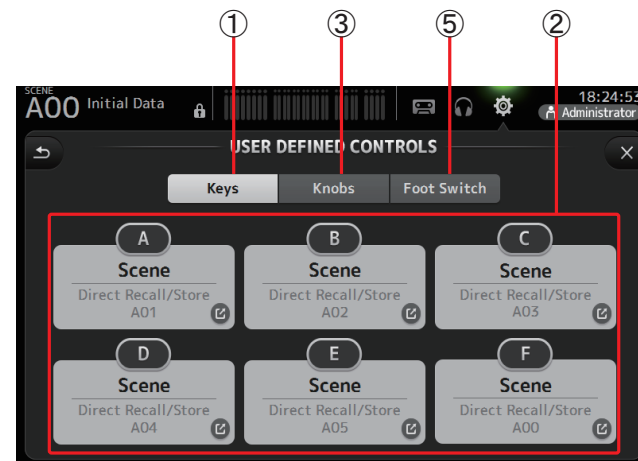 ① ③ ⑤ ②
SCENE
A00 Initial Data
18:24:53
Administrator
USER DEFINED CONTROLS
Keys Knobs Foot Switch
A B C
Scene Scene Scene
Direct Recall/Store Direct Recall/Store Direct Recall/Store
A01 A02 A03
D E F
Scene Scene Scene
Direct Recall/Store Direct Recall/Store Direct Recall/Store
A04 A05 A00